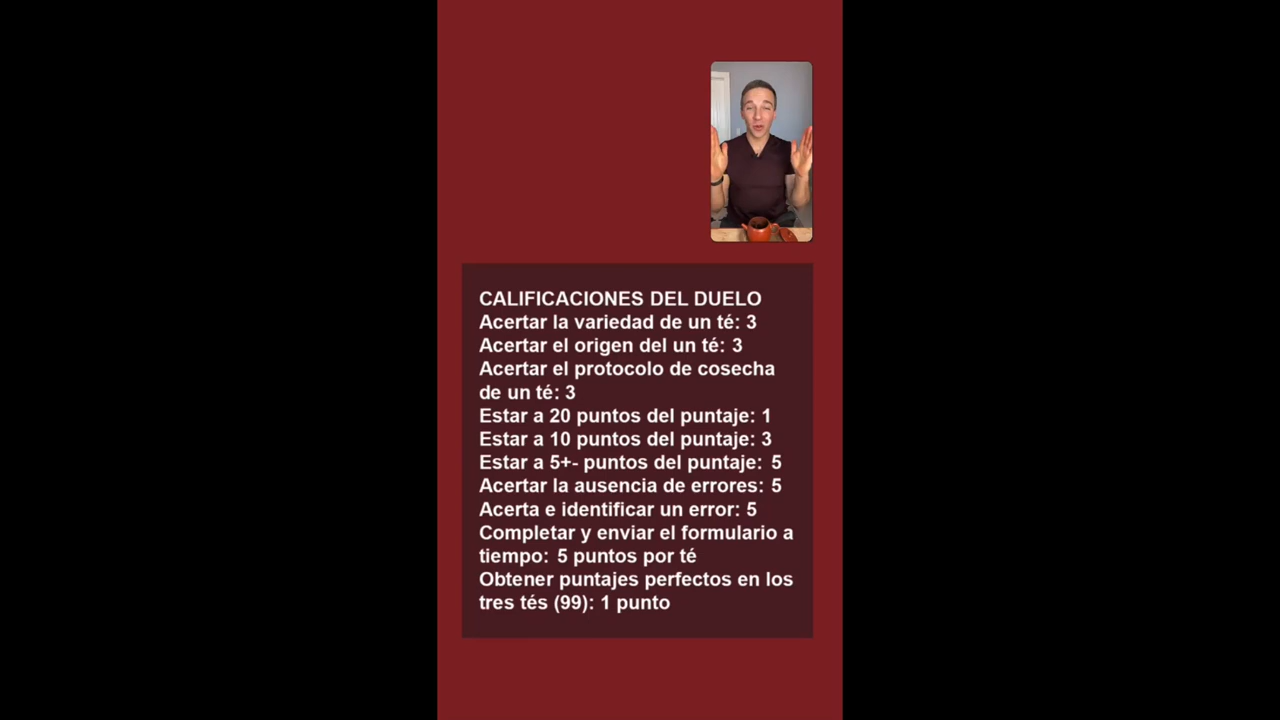 CALIFICACIONES DEL DUELO
Acertar la variedad de un té: 3
Acertar el origen del un té: 3
Acertar el protocolo de cosecha
de un té: 3
Estar a 20 puntos del puntaje: 1
Estar a 10 puntos del puntaje: 3
Estar a 5+- puntos del puntaje: 5
Acertar la ausencia de errores: 5
Acerta e identificar un error: 5
Completar y enviar el formulario a
tiempo: 5 puntos por té
Obtener puntajes perfectos en los
tres tés (99): 1 punto